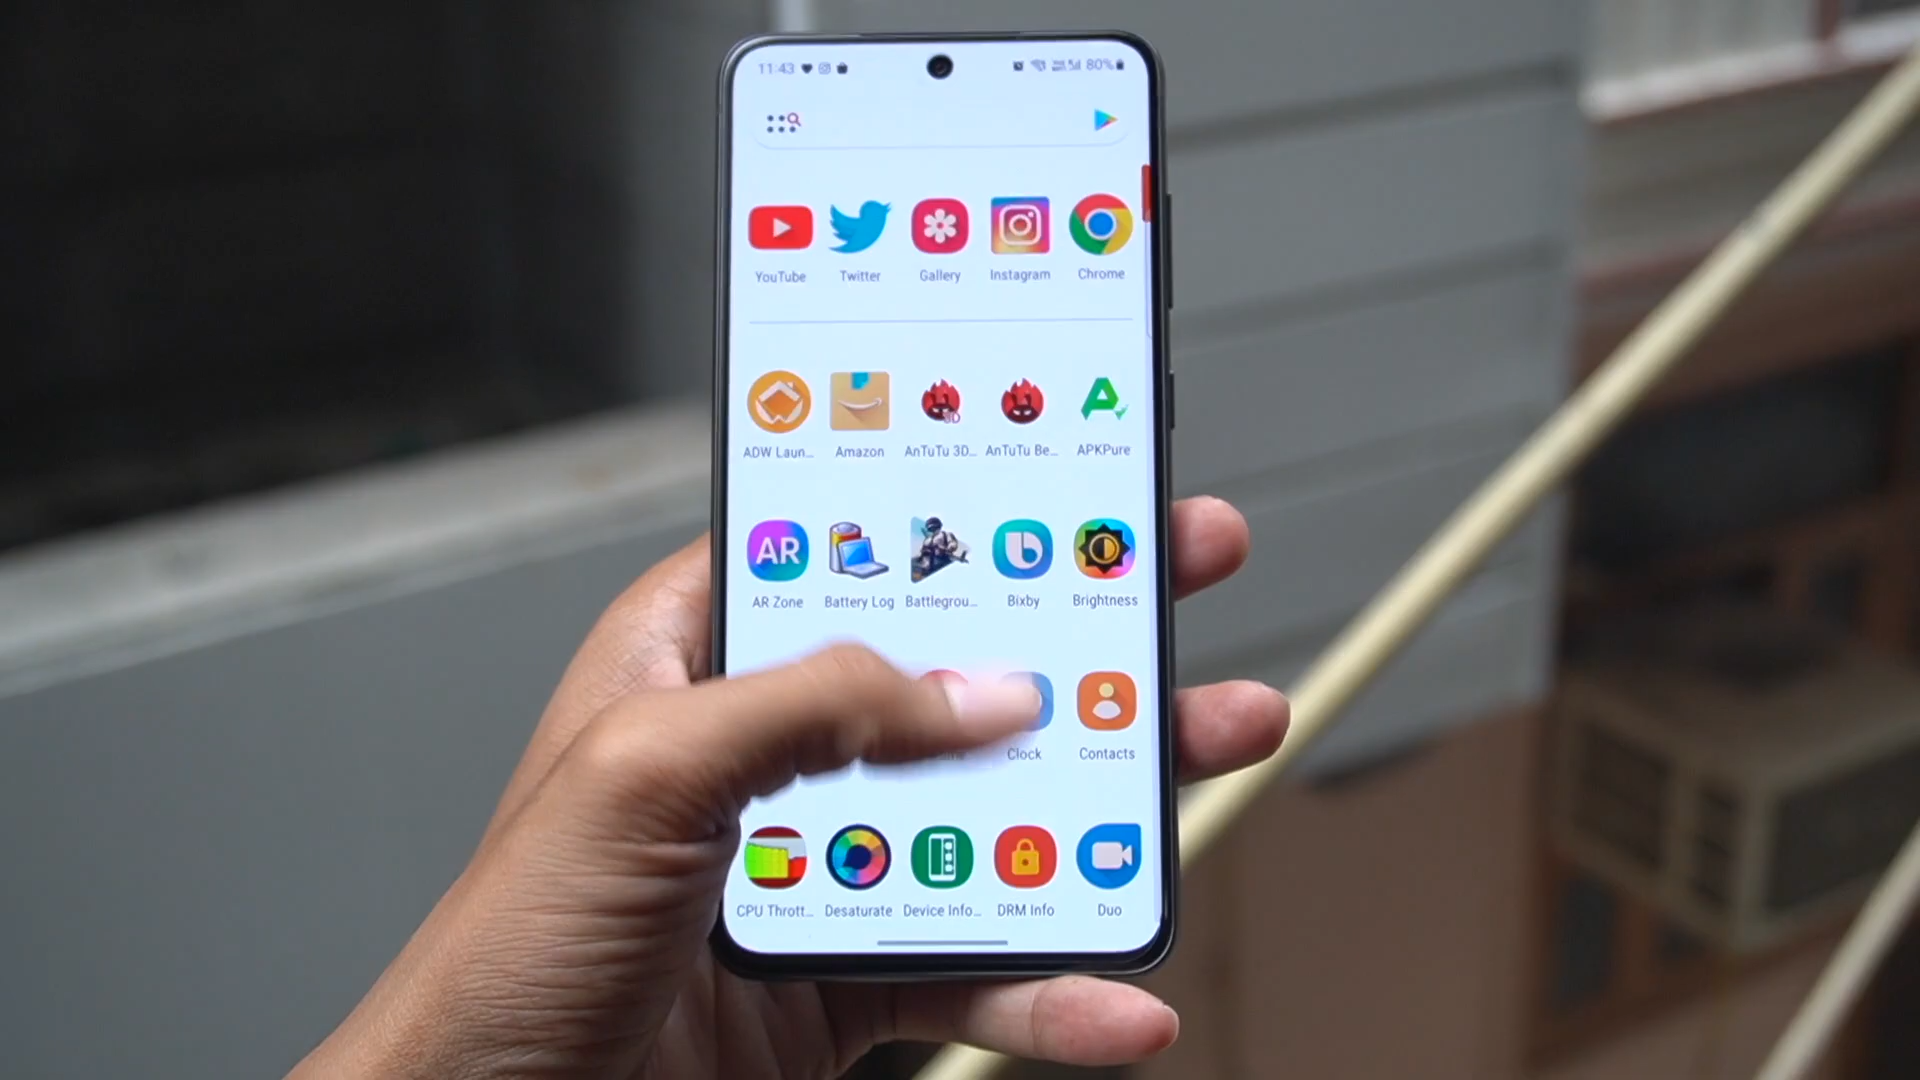 11:43 80%
YouTube Twitter Gallery Instagram Chrome
ADW Laun... Amazon AnTuTu 3D... AnTuTu Be... APKPure
AR
AR Zone Battery Log Battlegrou... Bixby Brightness
Clock Contacts
CPU Thrott... Desaturate Device Info... DRM Info Duo